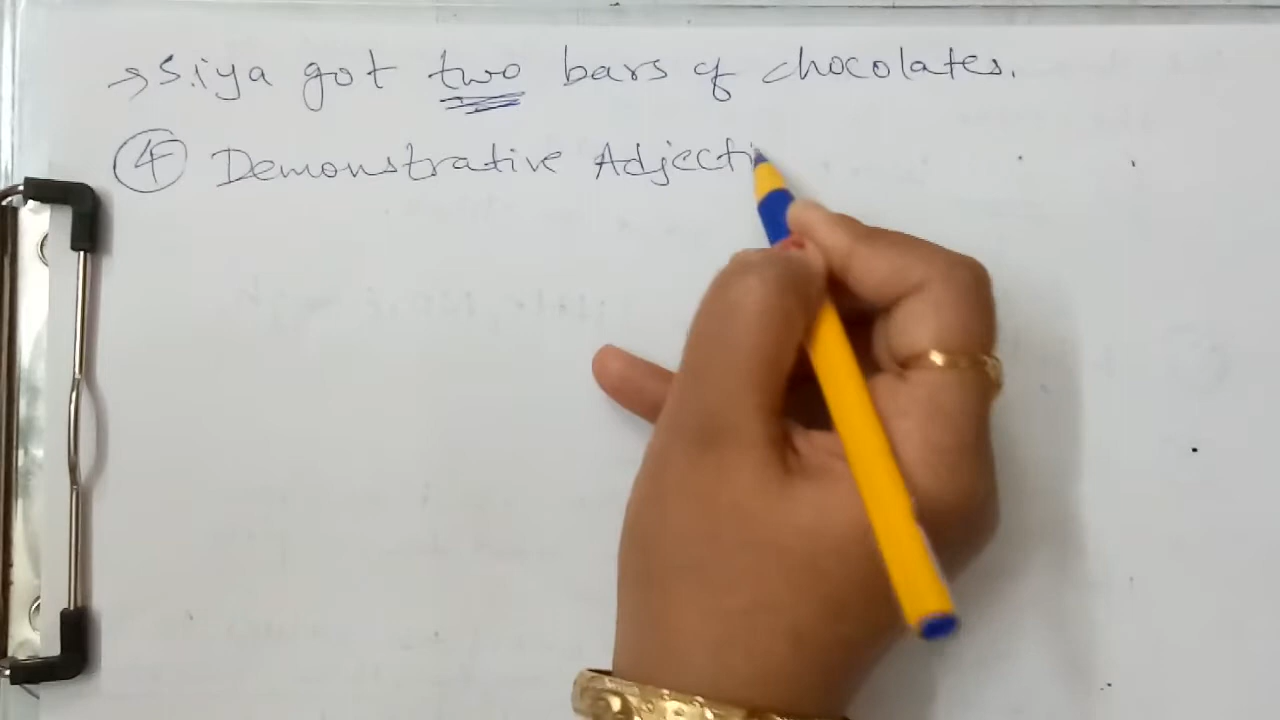 → Siya got two bars of chocolates.
④ Demonstrative Adjecti